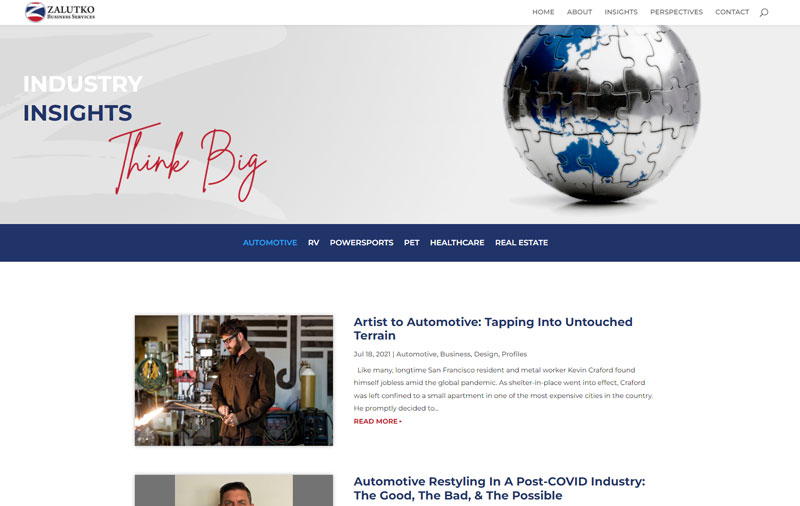 ZALUTKO
BUSINESS SERVICES
HOME ABOUT INSIGHTS PERSPECTIVES CONTACT
INDUSTRY
INSIGHTS
Think Big
AUTOMOTIVE RV POWERSPORTS PET HEALTHCARE REAL ESTATE
Artist to Automotive: Tapping Into Untouched
Terrain
Jul 18, 2021 | Automotive, Business, Design, Profiles
Like many, longtime San Francisco resident and metal worker Kevin Craford found
himself jobless amid the global pandemic. As shelter-in-place went into effect, Craford
was left confined to a small apartment in one of the most expensive cities in the country.
He promptly decided to...
READ MORE
Automotive Restyling In A Post-COVID Industry:
The Good, The Bad, & The Possible